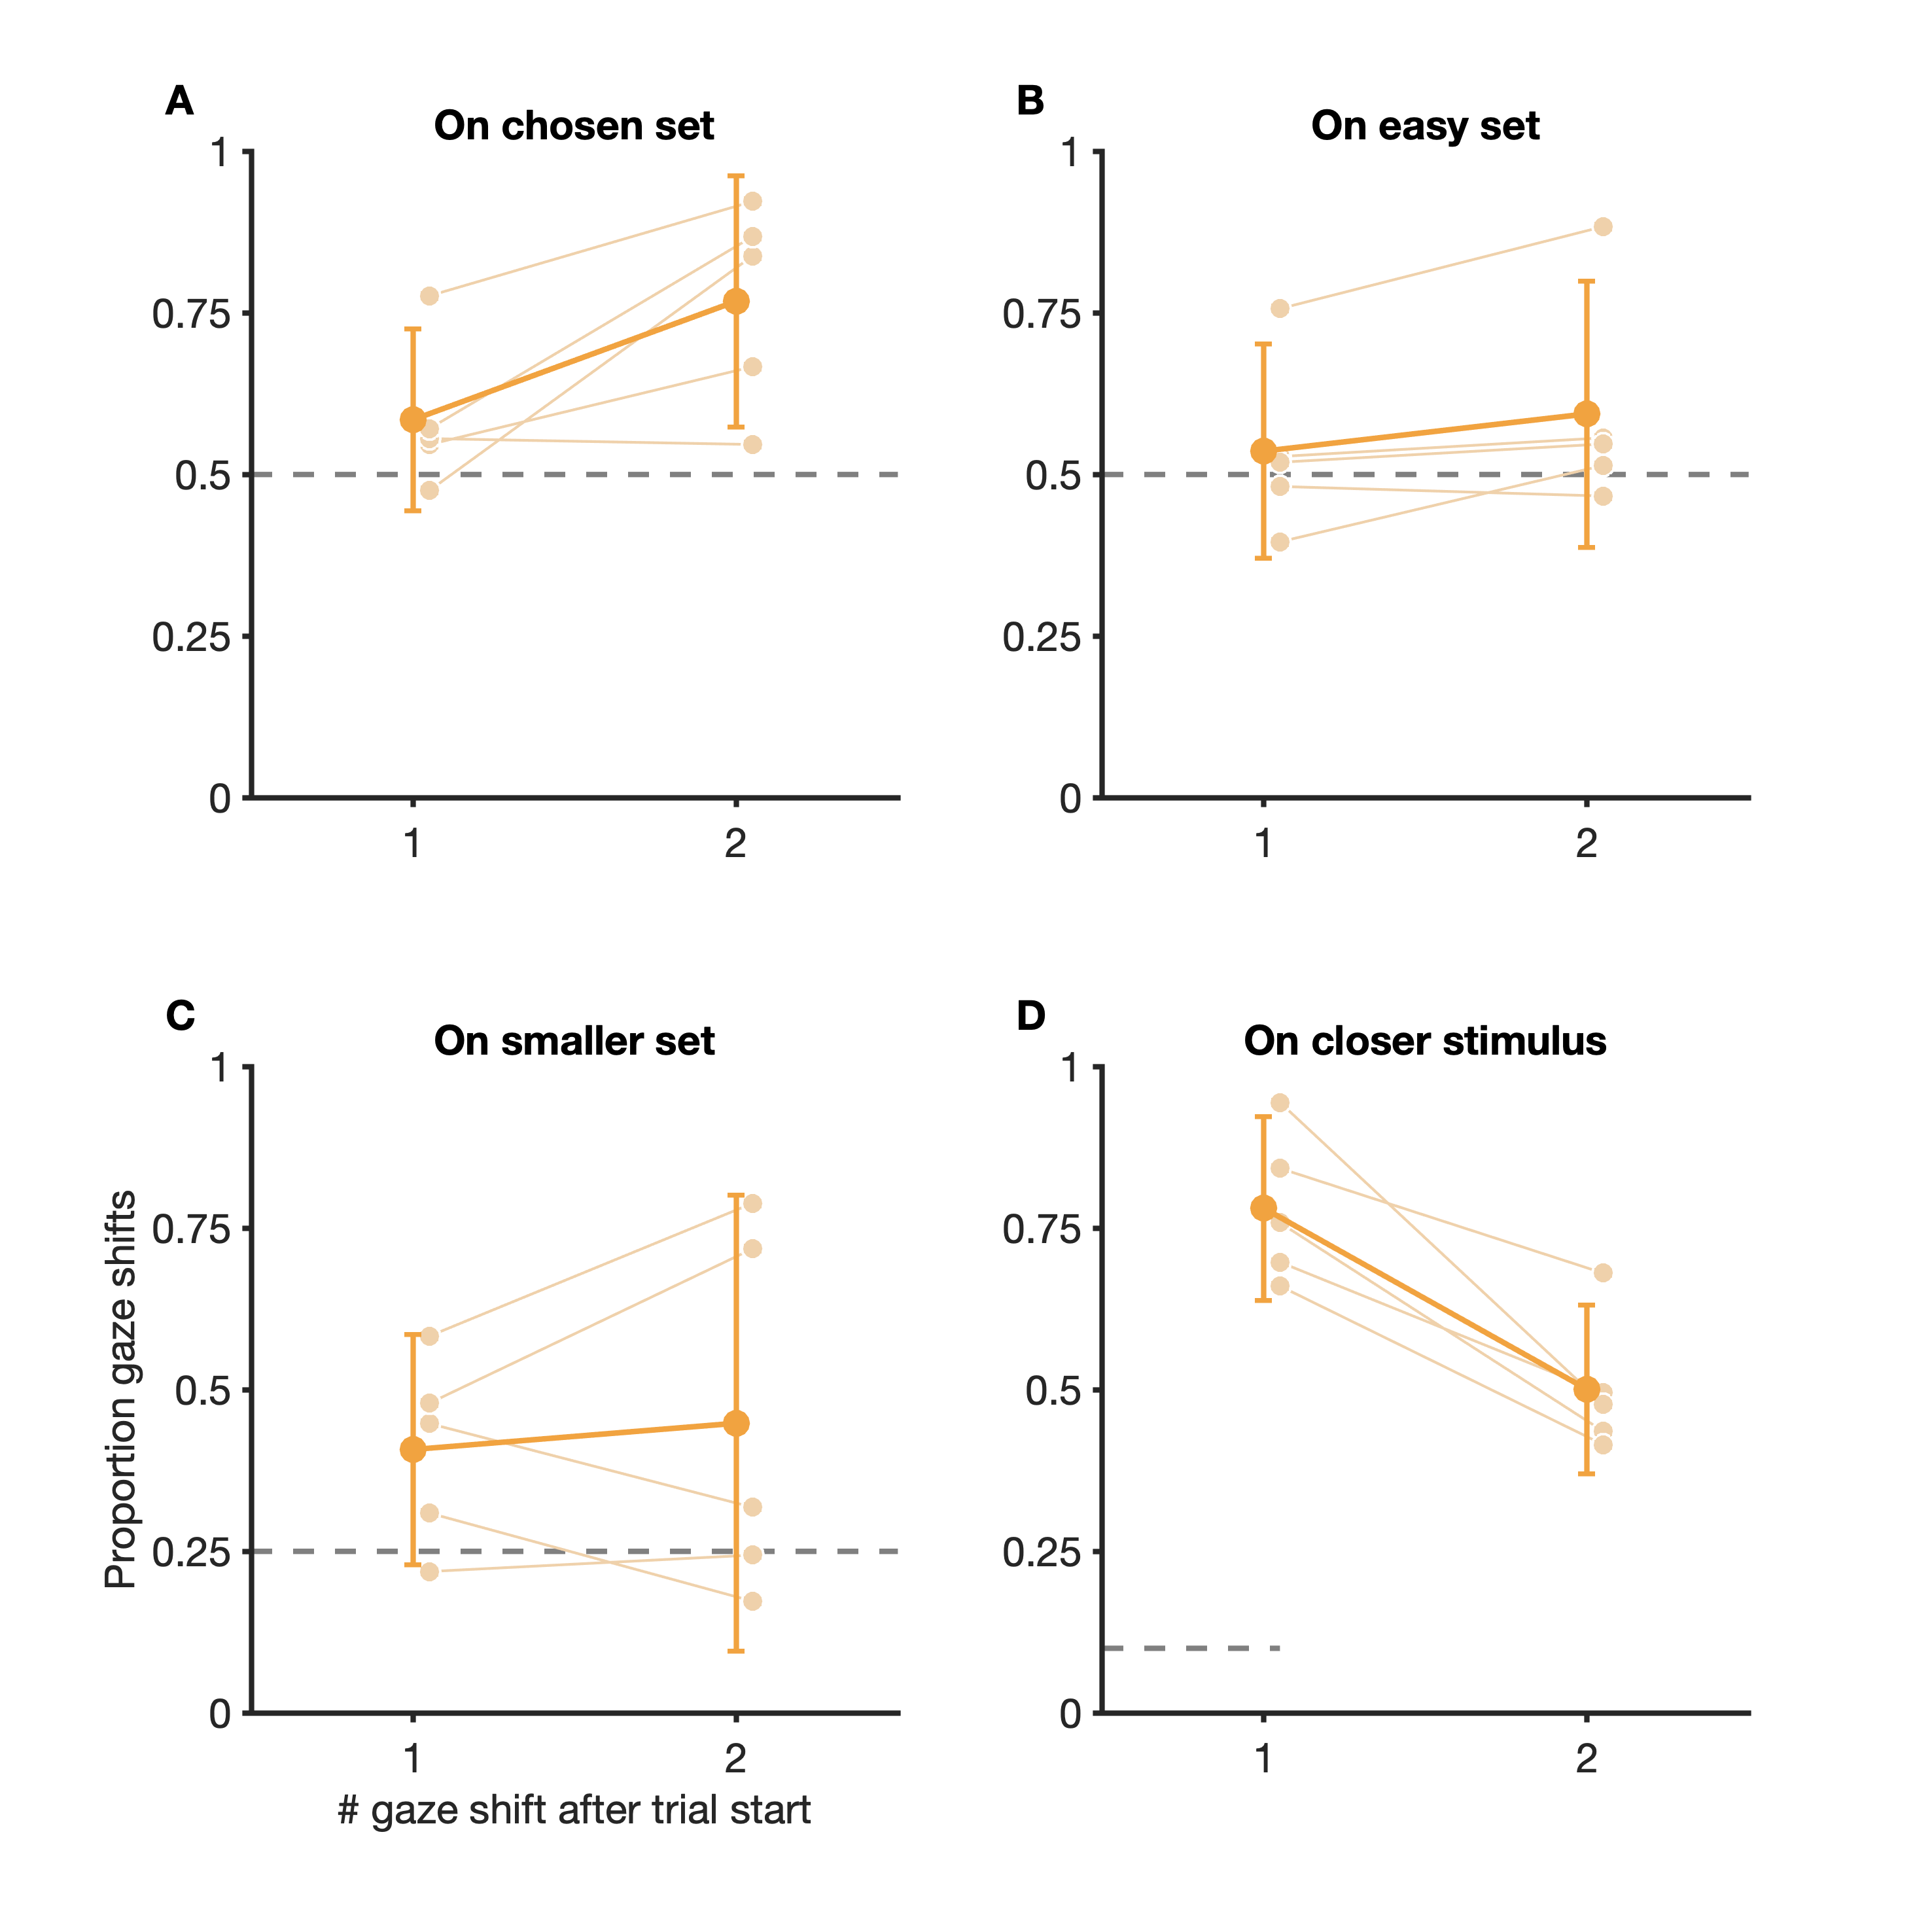 A
On chosen set
1
0.75
0.5
0.25
0
1 2
B
On easy set
1
0.75
0.5
0.25
0
1 2
C
On smaller set
Proportion gaze shifts
1
0.75
0.5
0.25
0
1 2
# gaze shift after trial start
D
On closer stimulus
1
0.75
0.5
0.25
0
1 2